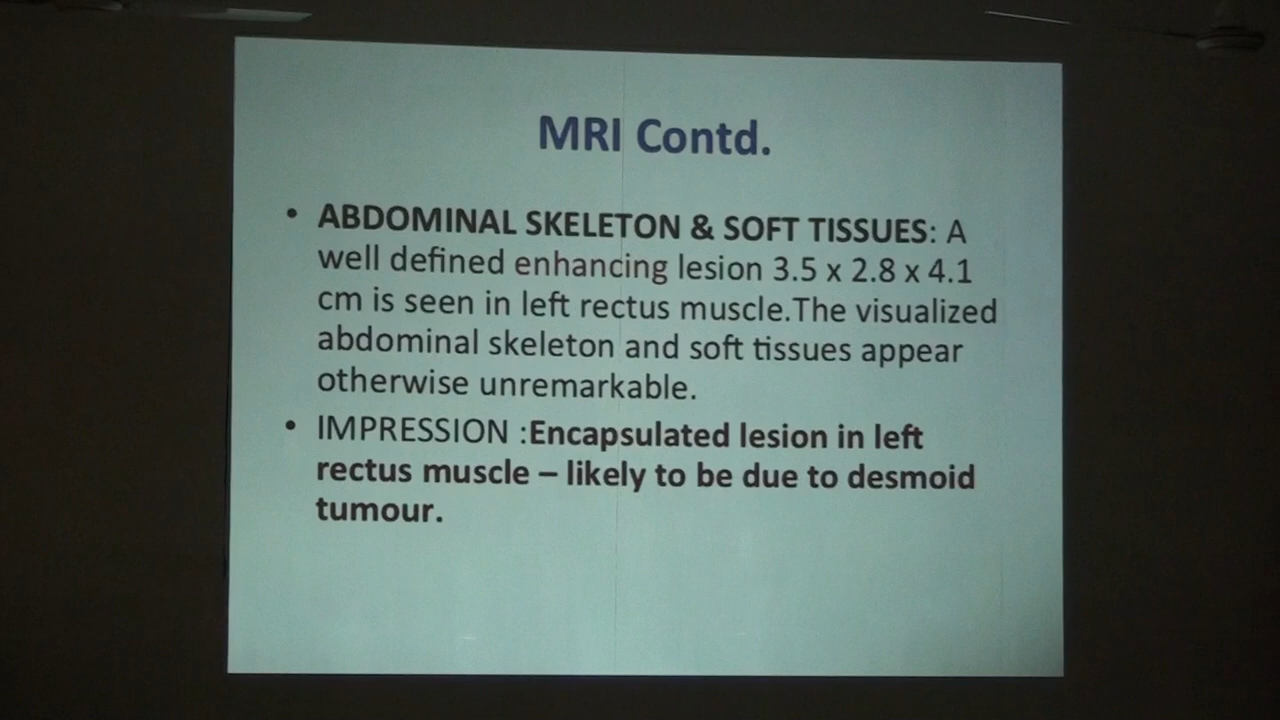 MRI Contd.
• ABDOMINAL SKELETON & SOFT TISSUES: A
well defined enhancing lesion 3.5 x 2.8 x 4.1
cm is seen in left rectus muscle.The visualized
abdominal skeleton and soft tissues appear
otherwise unremarkable.
• IMPRESSION :Encapsulated lesion in left
rectus muscle – likely to be due to desmoid
tumour.